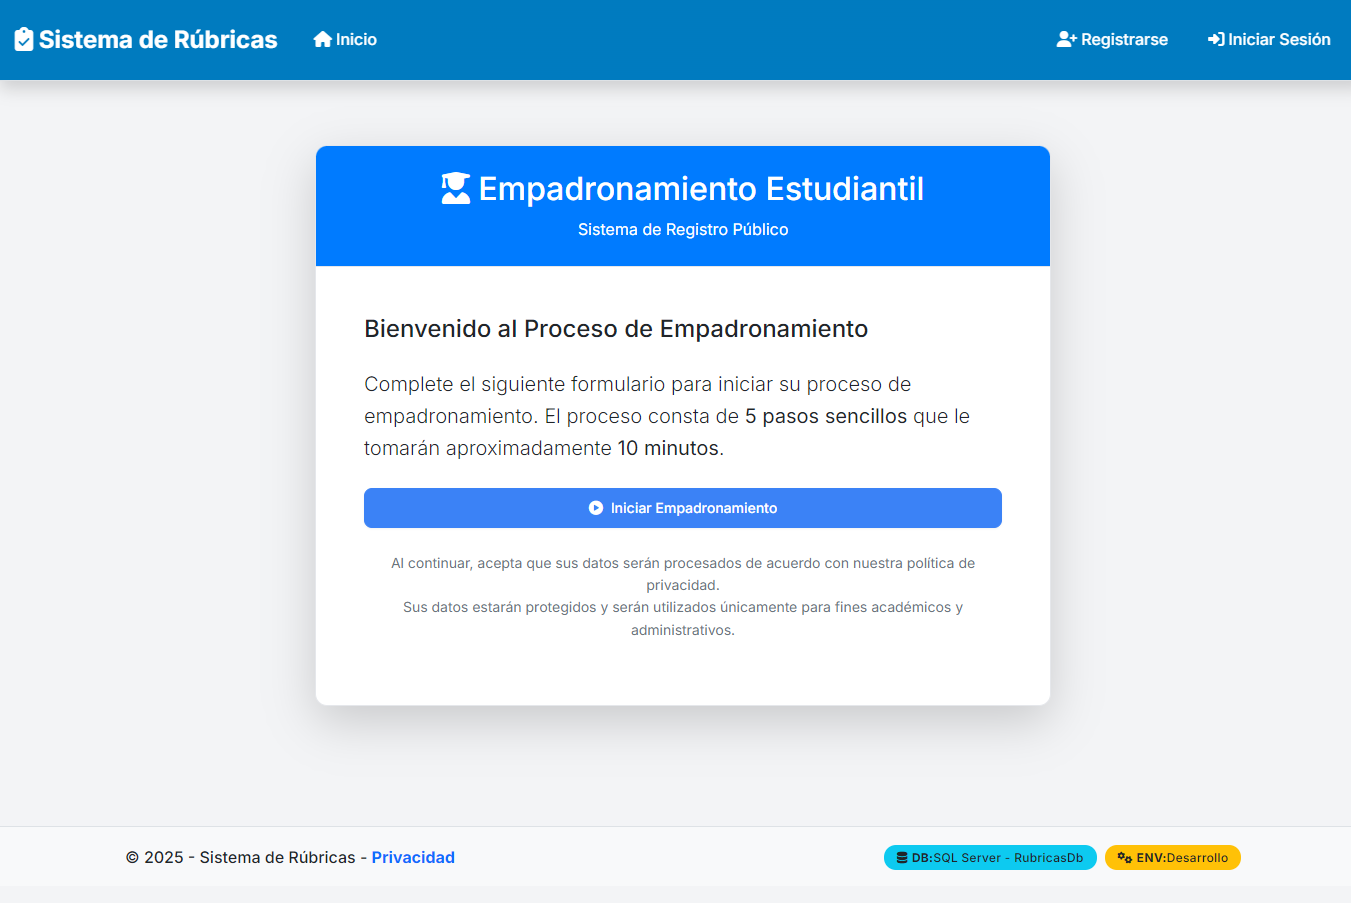 Sistema de Rúbricas
Inicio
Registrarse
Iniciar Sesión
Empadronamiento Estudiantil
Sistema de Registro Público
Bienvenido al Proceso de Empadronamiento
Complete el siguiente formulario para iniciar su proceso de
empadronamiento. El proceso consta de 5 pasos sencillos que le
tomarán aproximadamente 10 minutos.
Iniciar Empadronamiento
Al continuar, acepta que sus datos serán procesados de acuerdo con nuestra política de
privacidad.
Sus datos estarán protegidos y serán utilizados únicamente para fines académicos y
administrativos.
© 2025 - Sistema de Rúbricas - Privacidad
DB:SQL Server - RubricasDb
ENV:Desarrollo